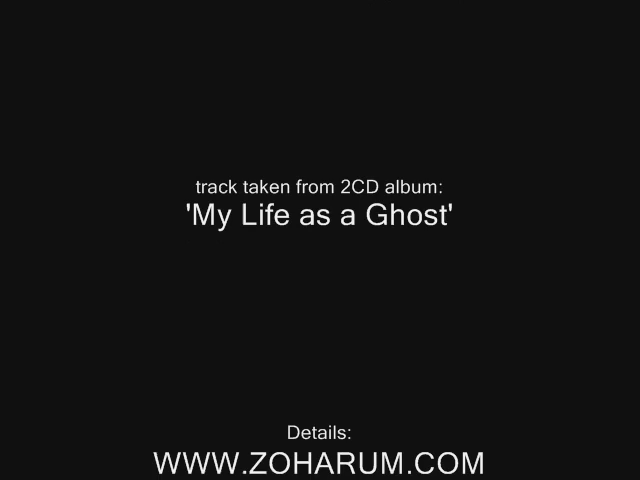 track taken from 2CD album:
'My Life as a Ghost'
Details:
WWW.ZOHARUM.COM